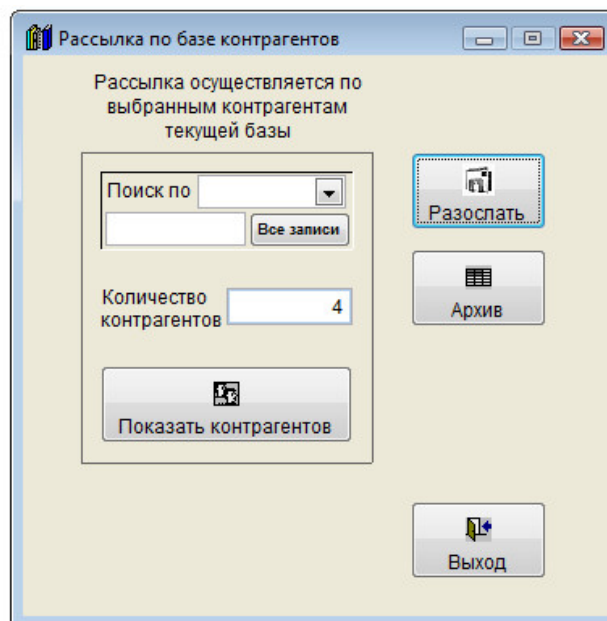 Рассылка по базе контрагентов
Рассылка осуществляется по
выбранным контрагентам
текущей базы
Поиск по
Все записи
Количество
контрагентов
4
Показать контрагентов
Разослать
Архив
Выход